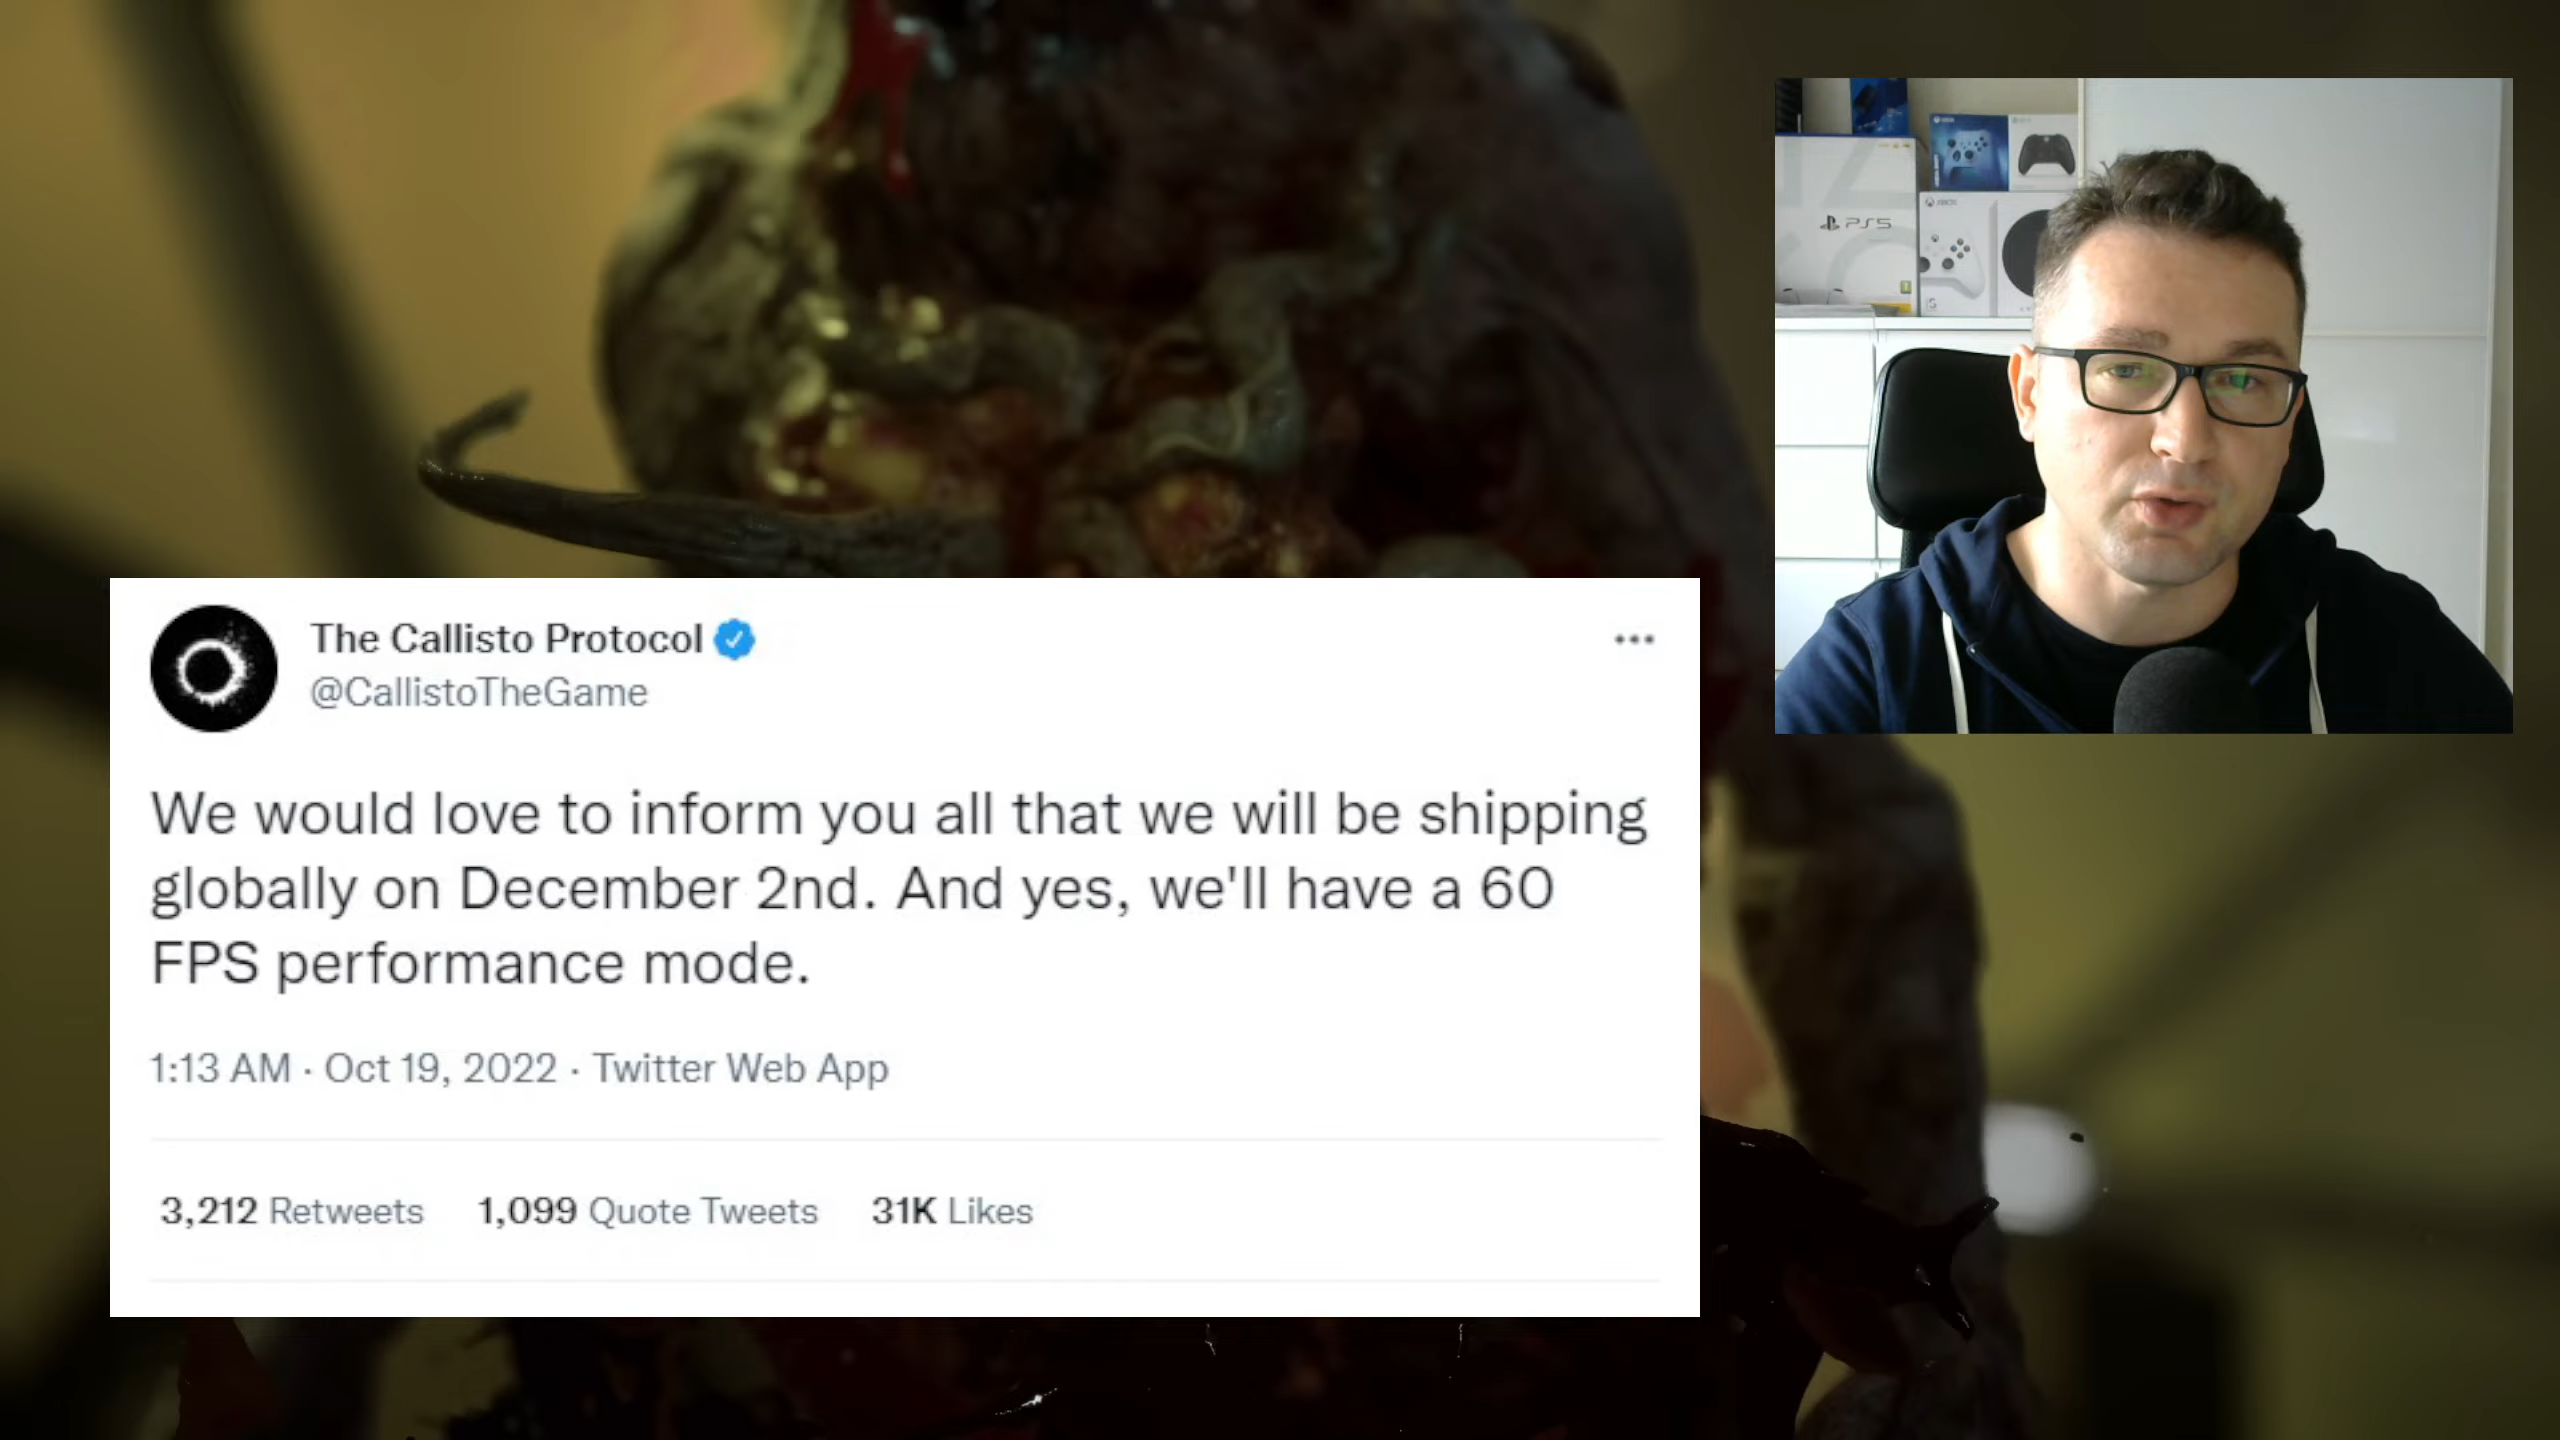 XBOX
PS5
XBOX
S
The Callisto Protocol
@CallistoTheGame
We would love to inform you all that we will be shipping
globally on December 2nd. And yes, we'll have a 60
FPS performance mode.
1:13 AM · Oct 19, 2022 · Twitter Web App
3,212 Retweets 1,099 Quote Tweets 31K Likes